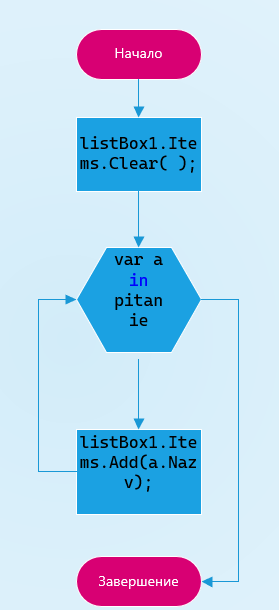 Начало
listBox1.Ite
ms.Clear( );
var a
in
pitan
ie
listBox1.Ite
ms.Add(a.Naz
v);
Завершение